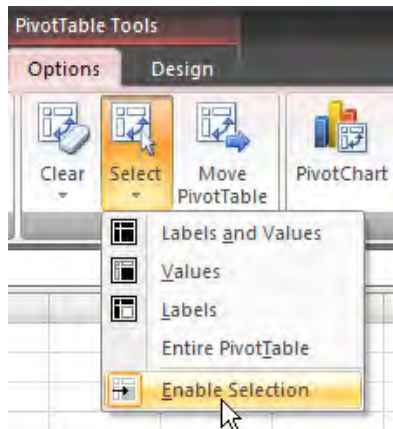 PivotTable Tools
Options Design
Clear Select Move PivotTable PivotChart
Labels and Values
Values
Labels
Entire PivotTable
Enable Selection